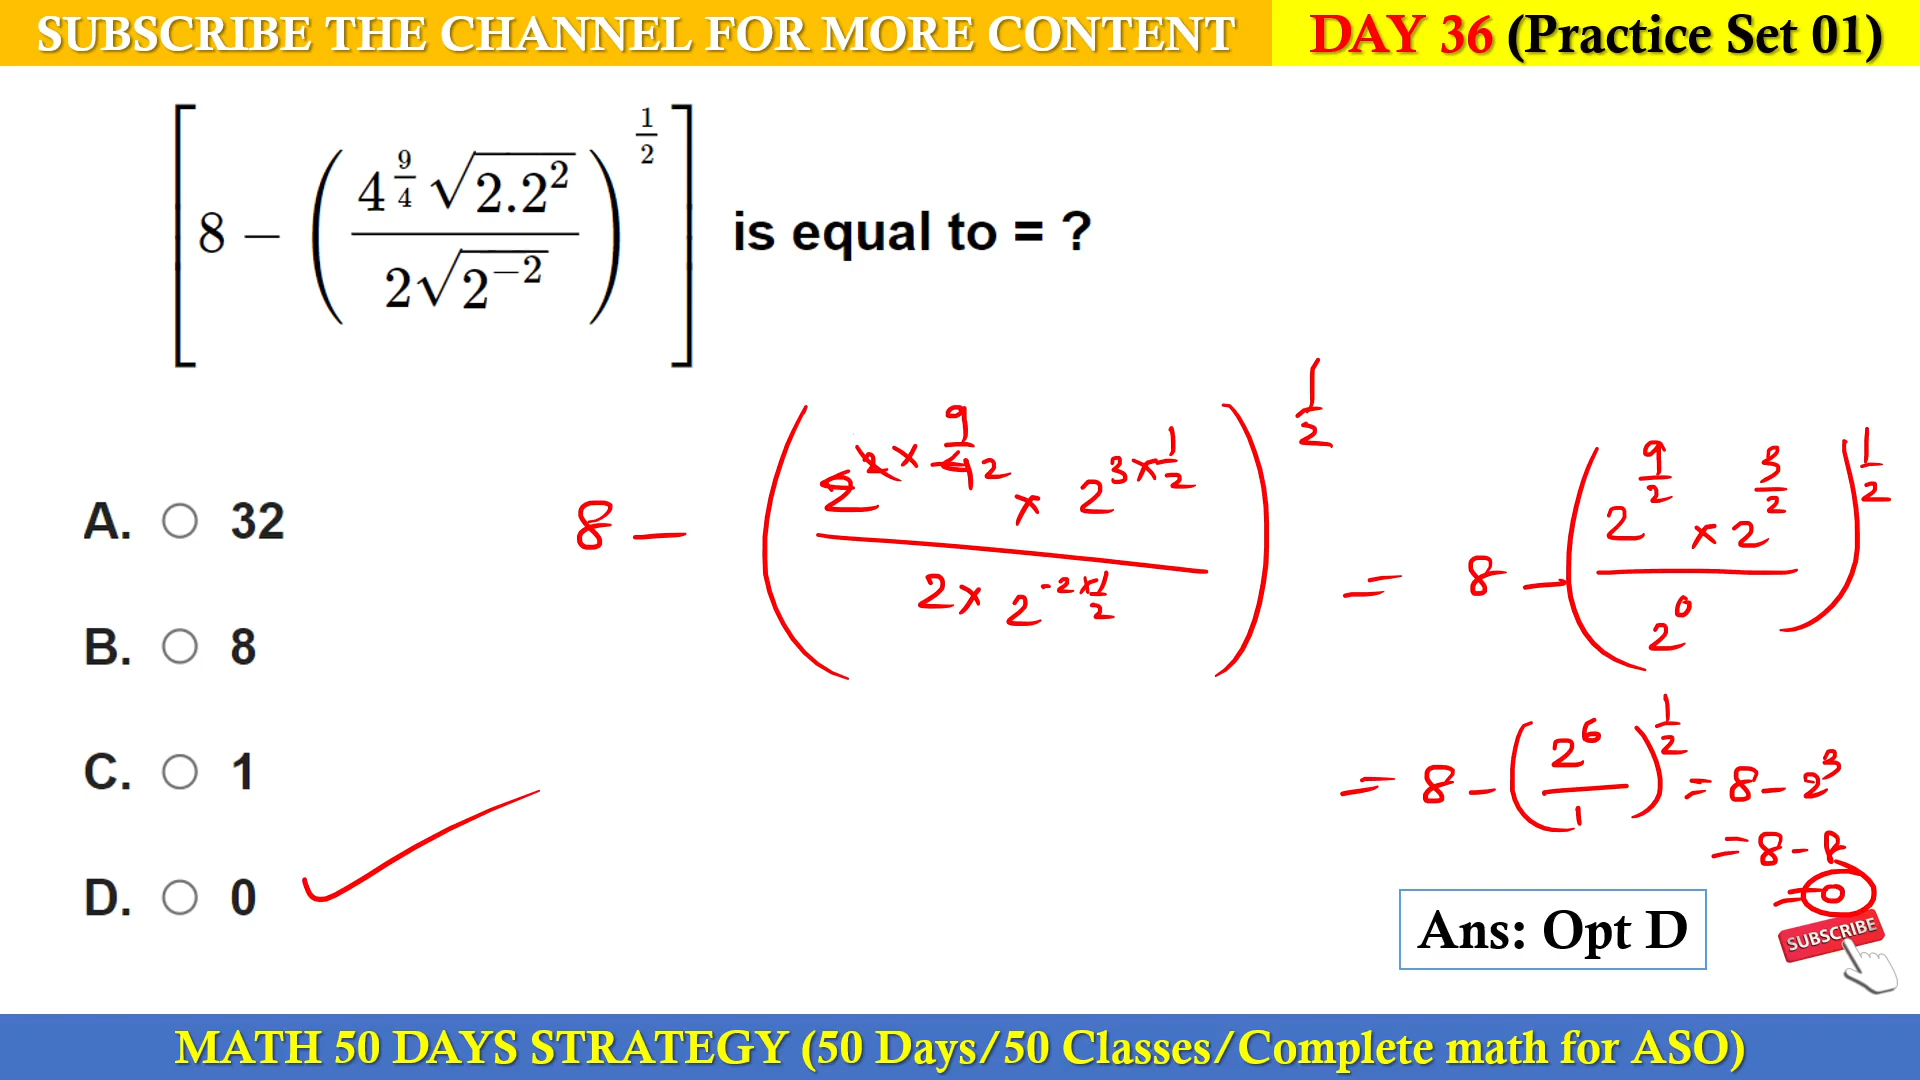 SUBSCRIBE THE CHANNEL FOR MORE CONTENT
DAY 36 (Practice Set 01)
[8 − (4^(9/4) √(2.2^2) / 2√(2^−2))^(1/2)] is equal to = ?
A. 32
B. 8
C. 1
D. 0
8 − (2^(2 × 9/4 2) × 2^(3×1/2) / 2 × 2^(−2×1/2))^(1/2) = 8 − (2^(9/2) × 2^(3/2) / 2^0)^(1/2)
= 8 − (2^6 / 1)^(1/2) = 8 − 2^3
= 8 − 8
= 0
Ans: Opt D
SUBSCRIBE
MATH 50 DAYS STRATEGY (50 Days/50 Classes/Complete math for ASO)